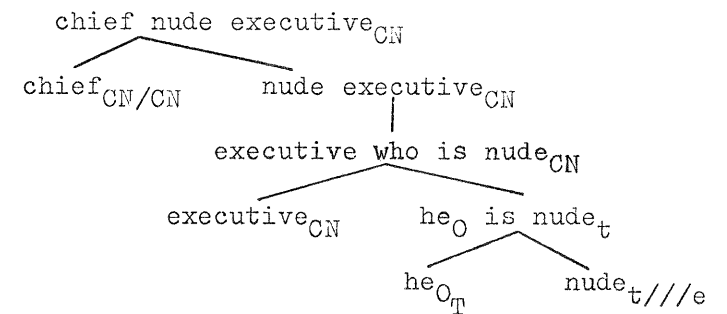 chief nude executiveCN
chiefCN/CN nude executiveCN
executive who is nudeCN
executiveCN he0 is nudet
he0T nudet///e